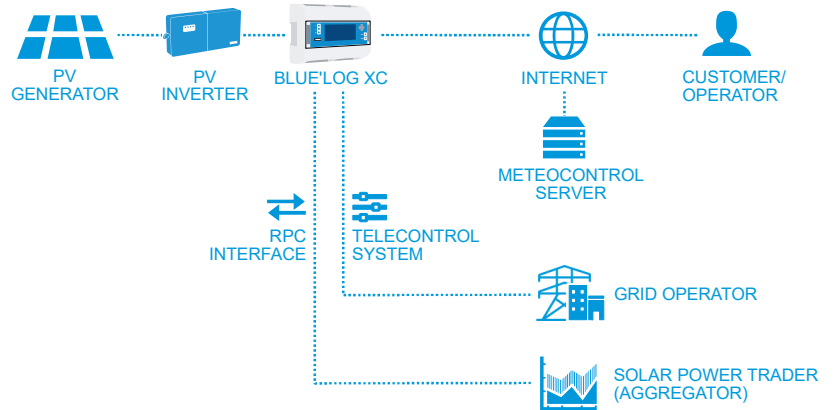 PV
GENERATOR
PV
INVERTER
BLUE'LOG XC
INTERNET
CUSTOMER/
OPERATOR
METEOCONTROL
SERVER
RPC
INTERFACE
TELECONTROL
SYSTEM
GRID OPERATOR
SOLAR POWER TRADER
(AGGREGATOR)